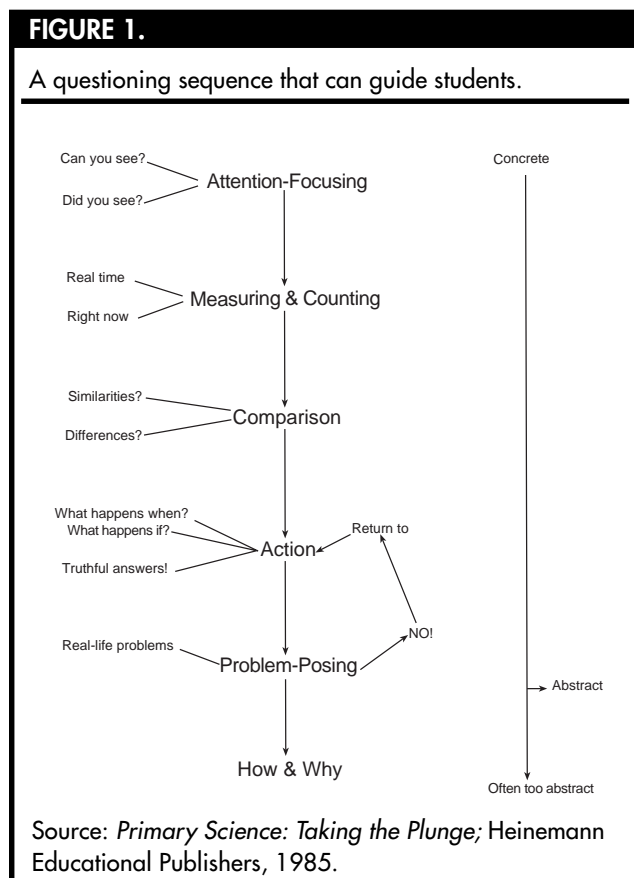 FIGURE 1.
A questioning sequence that can guide students.
Can you see?
Did you see?
Attention-Focusing
Concrete
Real time
Right now
Measuring & Counting
Similarities?
Differences?
Comparison
What happens when?
What happens if?
Truthful answers!
Action
Return to
NO!
Real-life problems
Problem-Posing
Abstract
How & Why
Often too abstract
Source: Primary Science: Taking the Plunge; Heinemann
Educational Publishers, 1985.